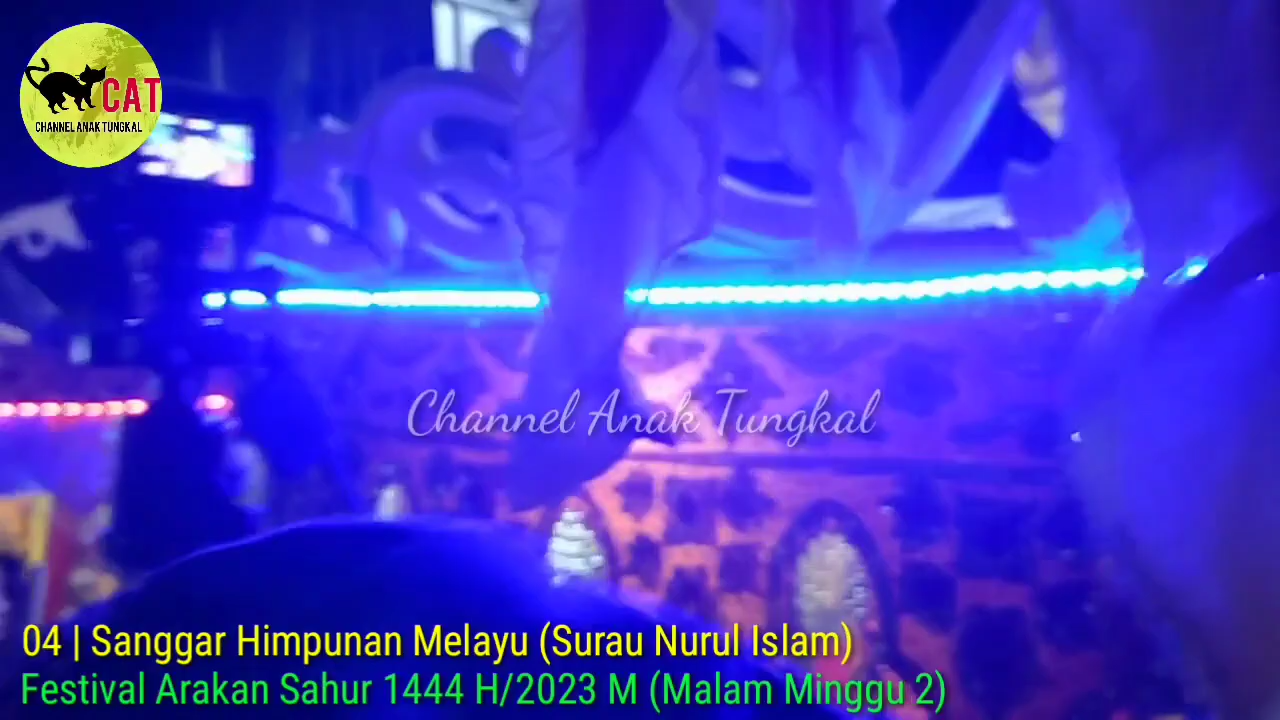 CAT
CHANNEL ANAK TUNGKAL
Channel Anak Tungkal
04 | Sanggar Himpunan Melayu (Surau Nurul Islam)
Festival Arakan Sahur 1444 H/2023 M (Malam Minggu 2)